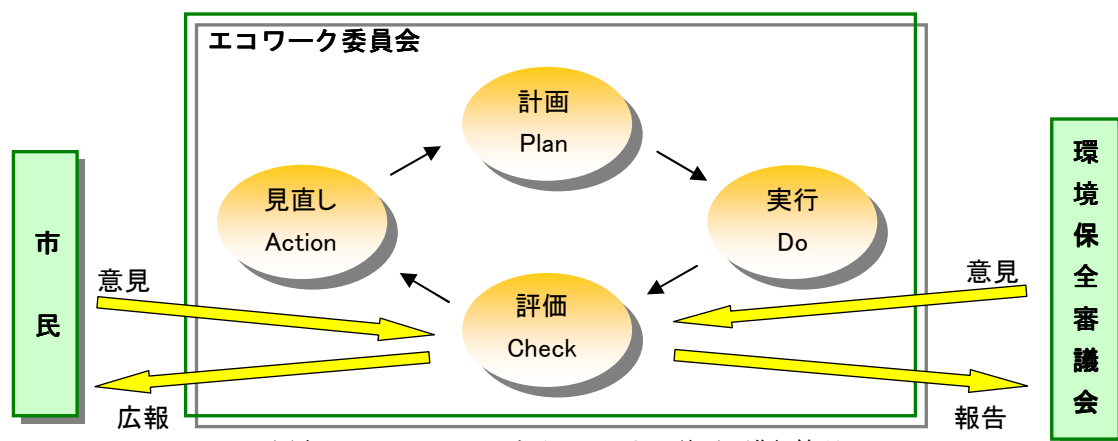 エコワーク委員会
計画
Plan
見直し
Action
実行
Do
評価
Check
市民
意見
広報
環境保全審議会
意見
報告